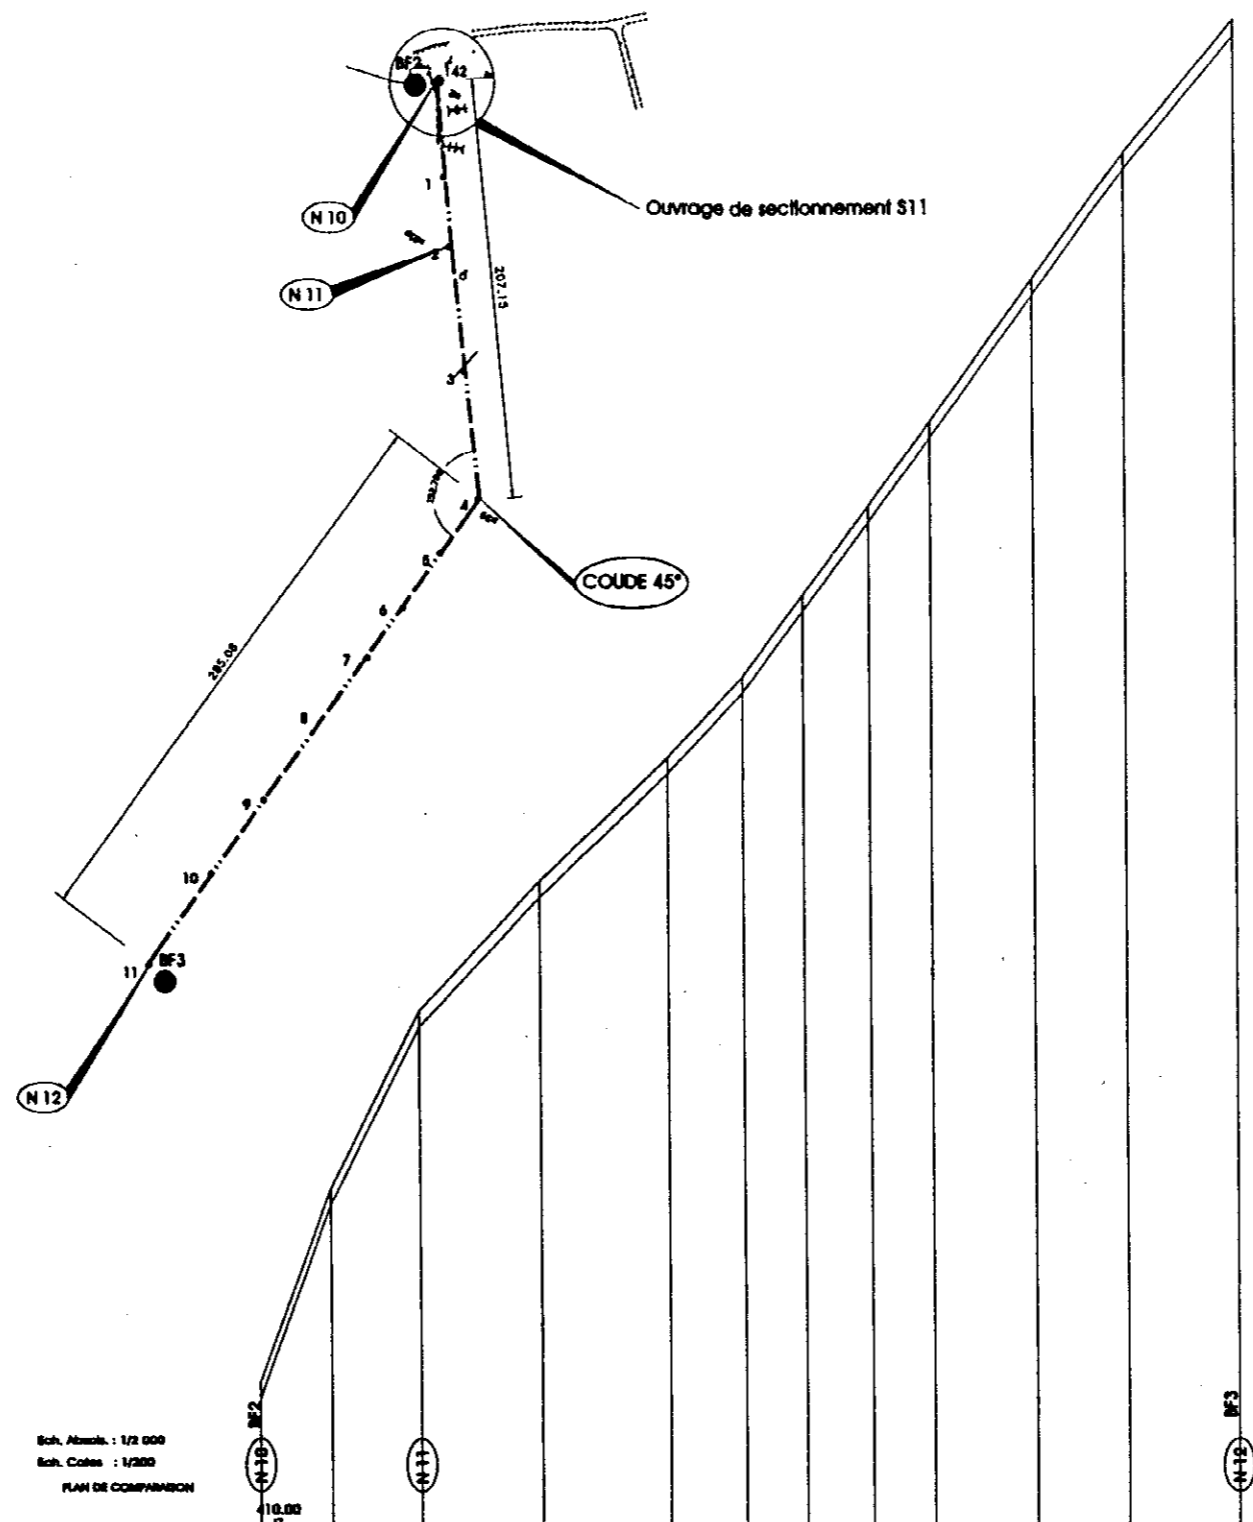 BF2
142
1
N 10
Ouvrage de sectionnement S11
2
N 11
d
207.15
3
4
COUDE 45°
5
6
7
285.08
8
9
10
11
BF3
N 12
BF2
BF3
Ech. Absois. : 1/2 000
Ech. Cotes : 1/200
PLAN DE COMPARAISON
N 10
N 11
N 12
410.00